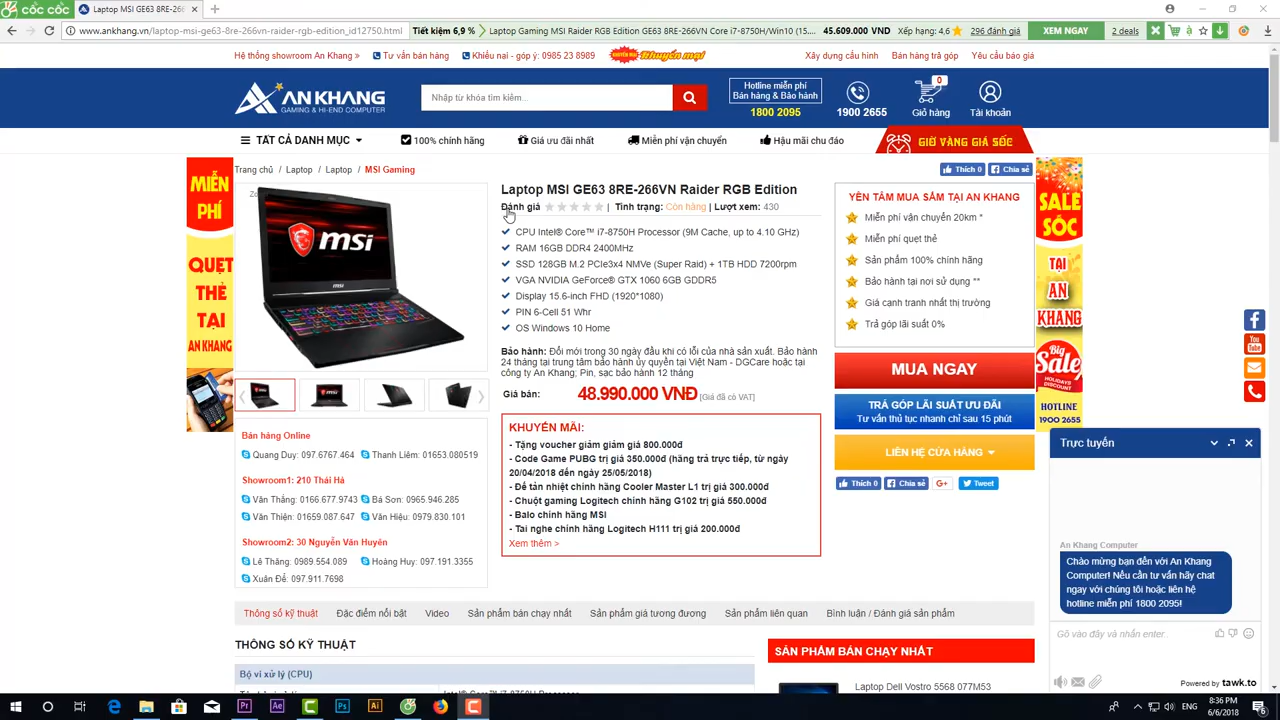 CỐC CỐC
Laptop MSI GE63 8RE-266
www.ankhang.vn/laptop-msi-ge63-8re-266vn-raider-rgb-edition_id12750.html
Tiết kiệm 6,9 %
Laptop Gaming MSI Raider RGB Edition GE63 8RE-266VN Core i7-8750H/Win10 (15....
45.609.000 VND
Xếp hạng: 4,6
296 đánh giá
XEM NGAY
2 deals
Hệ thống showroom An Khang »
Tư vấn bán hàng
Khiếu nại - góp ý: 0985 23 8989
Khuyến mại
Xây dựng cấu hình
Bán hàng trả góp
Yêu cầu báo giá
AN KHANG
GAMING & HI-END COMPUTER
Nhập từ khóa tìm kiếm...
Hotline miễn phí
Bán hàng & Bảo hành
1800 2095
1900 2655
0
Giỏ hàng
Tài khoản
TẤT CẢ DANH MỤC
100% chính hãng
Giá ưu đãi nhất
Miễn phí vận chuyển
Hậu mãi chu đáo
GIỜ VÀNG GIÁ SỐC
MIỄN
PHÍ
QUẸT
THẺ
TẠI
AN KHANG
Trang chủ / Laptop / Laptop / MSI Gaming
Thích 0
Chia sẻ
msi
Laptop MSI GE63 8RE-266VN Raider RGB Edition
Đánh giá | Tình trạng: Còn hàng | Lượt xem: 430
CPU Intel® Core™ i7-8750H Processor (9M Cache, up to 4.10 GHz)
RAM 16GB DDR4 2400MHz
SSD 128GB M.2 PCIe3x4 NMVe (Super Raid) + 1TB HDD 7200rpm
VGA NVIDIA GeForce® GTX 1060 6GB GDDR5
Display 15.6-inch FHD (1920*1080)
PIN 6-Cell 51 Whr
OS Windows 10 Home
Bảo hành: Đổi mới trong 30 ngày đầu khi có lỗi của nhà sản xuất. Bảo hành
24 tháng tại trung tâm bảo hành ủy quyền tại Việt Nam - DGCare hoặc tại
công ty An Khang; Pin, sạc bảo hành 12 tháng
Giá bán: 48.990.000 VNĐ [Giá đã có VAT]
KHUYẾN MÃI:
- Tặng voucher giảm giảm giá 800.000đ
- Code Game PUBG trị giá 350.000đ (hãng trả trực tiếp, từ ngày
20/04/2018 đến ngày 25/05/2018)
- Đế tản nhiệt chính hãng Cooler Master L1 trị giá 300.000đ
- Chuột gaming Logitech chính hãng G102 trị giá 550.000đ
- Balo chính hãng MSI
- Tai nghe chính hãng Logitech H111 trị giá 200.000đ
Xem thêm >
YÊN TÂM MUA SẮM TẠI AN KHANG
Miễn phí vận chuyển 20km *
Miễn phí quẹt thẻ
Sản phẩm 100% chính hãng
Bảo hành tại nơi sử dụng **
Giá cạnh tranh nhất thị trường
Trả góp lãi suất 0%
MUA NGAY
TRẢ GÓP LÃI SUẤT ƯU ĐÃI
Tư vấn thủ tục nhanh chỉ sau 15 phút
LIÊN HỆ CỬA HÀNG
Thích 0
Chia sẻ
G+
Tweet
SALE
SỐC
TẠI
AN
KHANG
Big
Sale
HOLIDAYS
DISCOUNT
HOTLINE
1900 2655
You
Tube
Bán hàng Online
Quang Duy: 097.6767.464
Thanh Liêm: 01653.080519
Showroom1: 210 Thái Hà
Văn Thắng: 0166.677.9743
Bá Sơn: 0965.946.285
Văn Thiện: 01659.087.647
Văn Hiệu: 0979.830.101
Showroom2: 30 Nguyễn Văn Huyên
Lê Thăng: 0989.554.089
Hoàng Huy: 097.191.3355
Xuân Đề: 097.911.7698
Trực tuyến
An Khang Computer
Chào mừng bạn đến với An Khang
Computer! Nếu cần tư vấn hãy chat
ngay với chúng tôi hoặc liên hệ
hotline miễn phí 1800 2095!
Gõ vào đây và nhấn enter.
Powered by tawk.to
Thông số kỹ thuật
Đặc điểm nổi bật
Video
Sản phẩm bán chạy nhất
Sản phẩm giá tương đương
Sản phẩm liên quan
Bình luận / Đánh giá sản phẩm
THÔNG SỐ KỸ THUẬT
SẢN PHẨM BÁN CHẠY NHẤT
Bộ vi xử lý (CPU)
Laptop Dell Vostro 5568 077M53
ENG
8:36 PM
6/6/2018